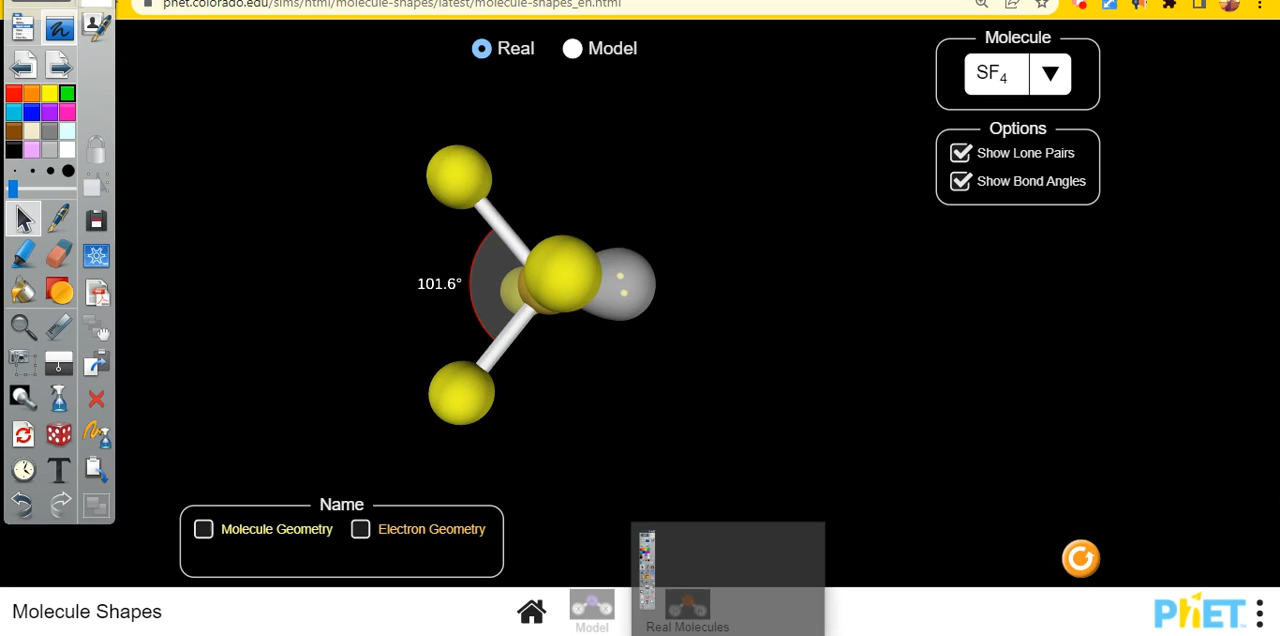 phet.colorado.edu/sims/html/molecule-shapes/latest/molecule-shapes_en.html
Real
Model
Molecule
SF₄
Options
Show Lone Pairs
Show Bond Angles
101.6°
Name
Molecule Geometry
Electron Geometry
Molecule Shapes
Model
Real Molecules
PhET